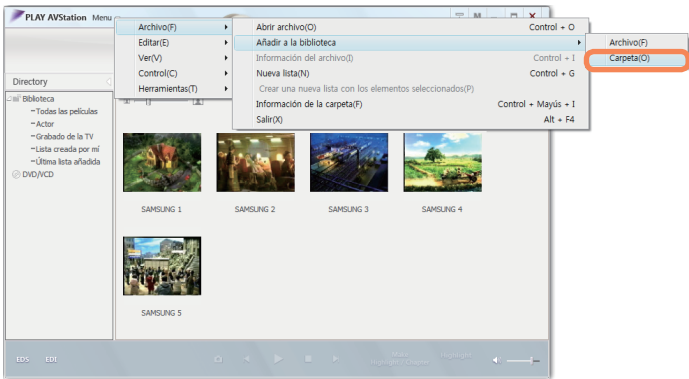 PLAY AVStation Menu
Archivo(F)
Editar(E)
Ver(V)
Control(C)
Herramientas(T)
Abrir archivo(O) Control + O
Añadir a la biblioteca
Información del archivo(I) Control + I
Nueva lista(N) Control + G
Crear una nueva lista con los elementos seleccionados(P)
Información de la carpeta(F) Control + Mayús + I
Salir(X) Alt + F4
Archivo(F)
Carpeta(O)
Directory
Biblioteca
Todas las películas
Actor
Grabado de la TV
Lista creada por mí
Última lista añadida
DVD/VCD
SAMSUNG 1 SAMSUNG 2 SAMSUNG 3 SAMSUNG 4
SAMSUNG 5
EDS EDI